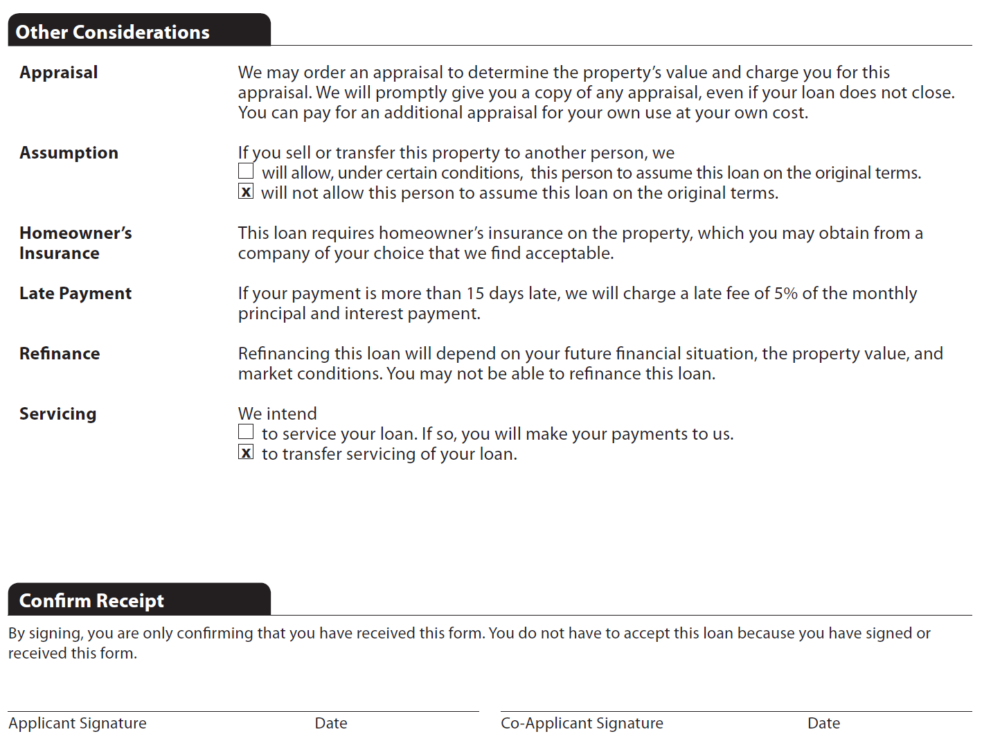 Other Considerations
Appraisal
We may order an appraisal to determine the property’s value and charge you for this
appraisal. We will promptly give you a copy of any appraisal, even if your loan does not close.
You can pay for an additional appraisal for your own use at your own cost.
Assumption
If you sell or transfer this property to another person, we
will allow, under certain conditions,  this person to assume this loan on the original terms.
x will not allow this person to assume this loan on the original terms.
Homeowner’s
Insurance
This loan requires homeowner’s insurance on the property, which you may obtain from a
company of your choice that we find acceptable.
Late Payment
If your payment is more than 15 days late, we will charge a late fee of 5% of the monthly
principal and interest payment.
Refinance
Refinancing this loan will depend on your future financial situation, the property value, and
market conditions. You may not be able to refinance this loan.
Servicing
We intend
to service your loan. If so, you will make your payments to us.
x to transfer servicing of your loan.
Confirm Receipt
By signing, you are only confirming that you have received this form. You do not have to accept this loan because you have signed or
received this form.
Applicant Signature Date Co-Applicant Signature Date